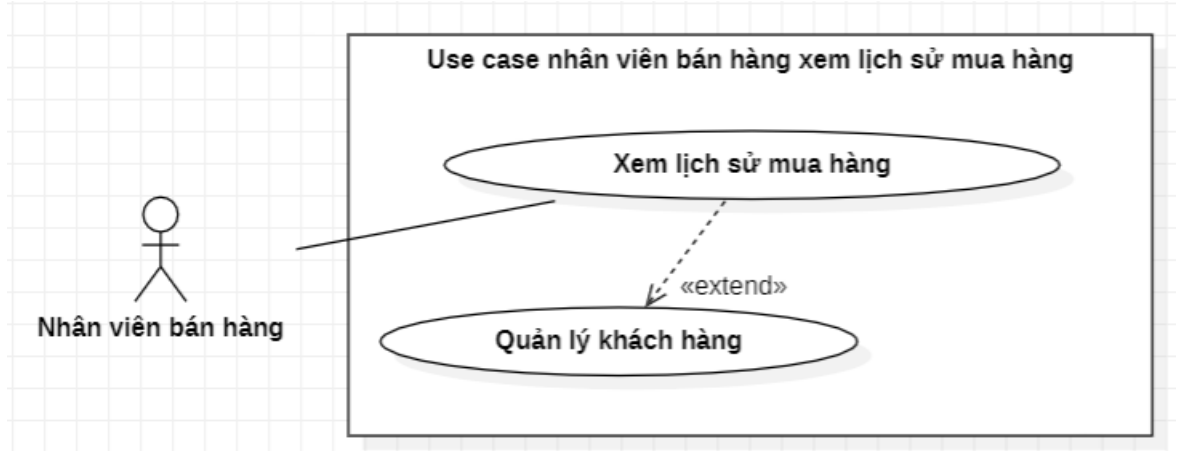 Use case nhân viên bán hàng xem lịch sử mua hàng
Xem lịch sử mua hàng
«extend»
Nhân viên bán hàng
Quản lý khách hàng